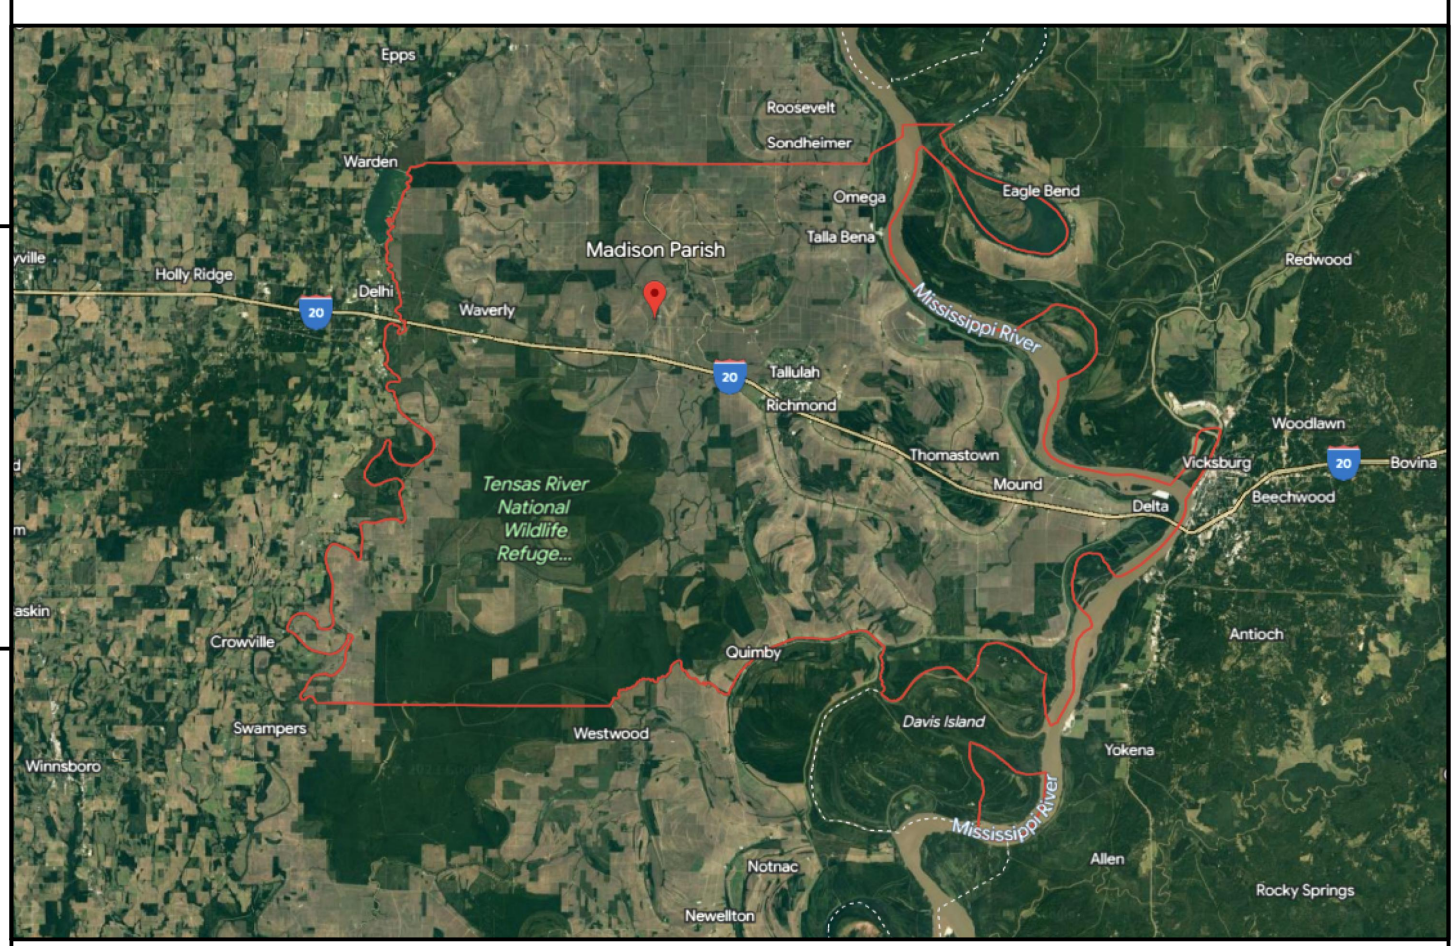 Epps
Roosevelt
Sondheimer
Warden
Eagle Bend
Omega
Talla Bena
Madison Parish
yville
Holly Ridge
Redwood
Delhi
Waverly
20
Mississippi River
20
Tallulah
Richmond
Woodlawn
Thomastown
Vicksburg
20
Bovina
d
Mound
Delta
Beechwood
Tensas River
National
Wildlife
Refuge...
m
askin
Crowville
Quimby
Antioch
Davis Island
Swampers
Westwood
Yokena
Winnsboro
Mississippi River
Allen
Notnac
Rocky Springs
Newellton